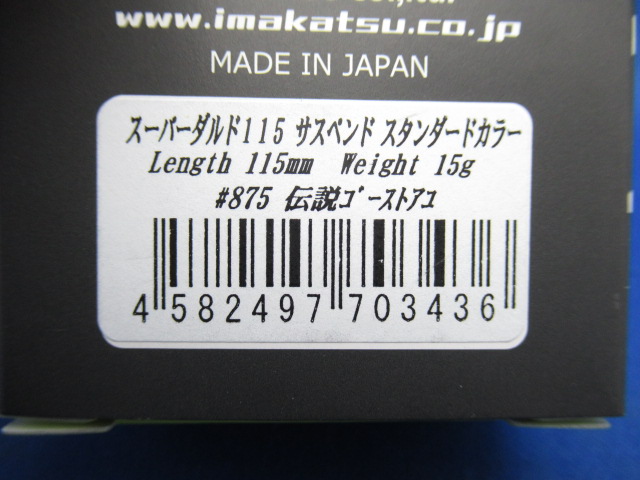 www.imakatsu.co.jp
MADE IN JAPAN
スーパーダルド115 サスペンド スタンダードカラー
Length 115mm Weight 15g
#875 伝説ゴーストアユ
4 582497 703436